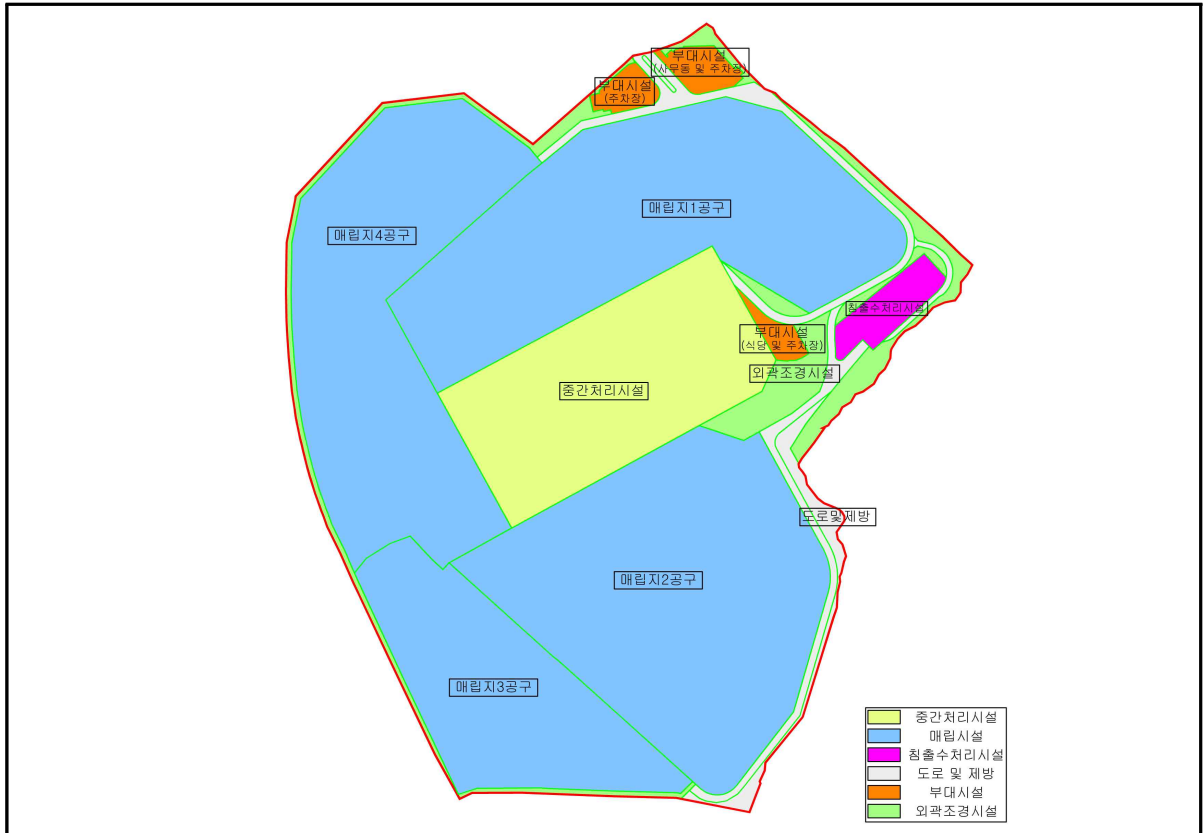 부대시설
(사무동 및 주차장)
부대시설
(주차장)
매립지1공구
매립지4공구
침출수처리시설
부대시설
(식당 및 주차장)
외곽조경시설
중간처리시설
도로및제방
매립지2공구
매립지3공구
중간처리시설
매립시설
침출수처리시설
도로 및 제방
부대시설
외곽조경시설